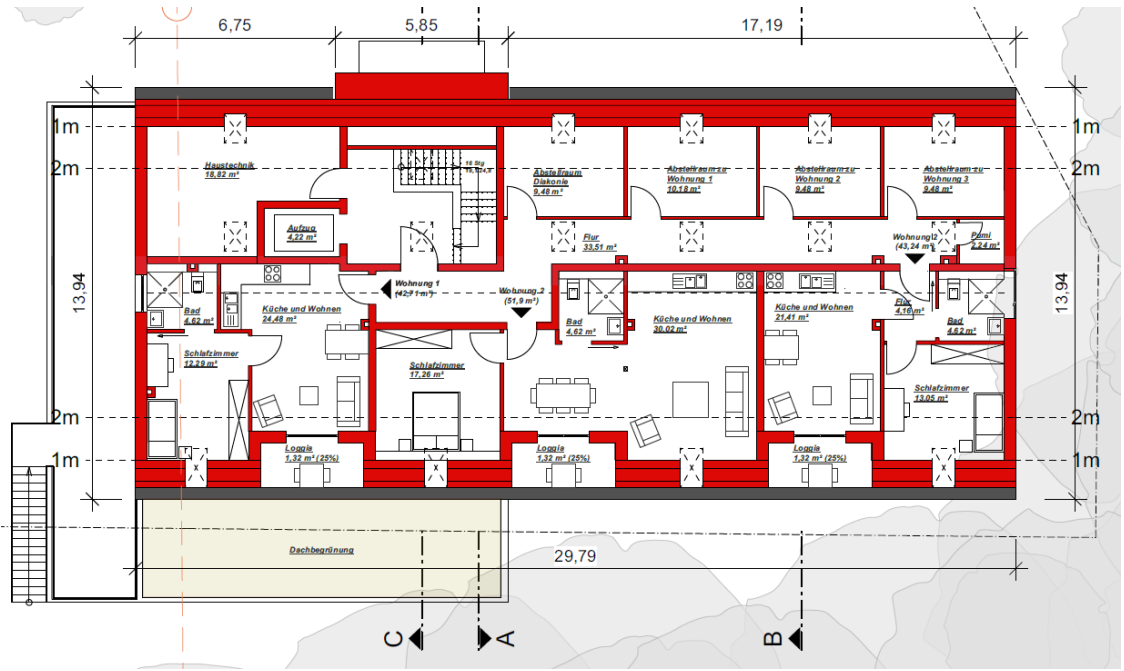 6,75
5,85
17,19
1m
1m
2m
2m
Haustechnik
18,82 m²
16 Stg
Abstellraum
Diakonie
9,48 m²
Abstellraum zu
Wohnung 1
10.18 m²
Abstellraum zu
Wohnung 2
9.48 m²
Abstellraum zu
Wohnung 3
9.48 m²
Aufzug
4,22 m²
Flur
33,51 m²
(43,24 m²)
Pumi
2,24 m²
13,94
13,94
Wohnung 1
(42,71 m²)
Wohnung 2
(51,9 m²)
Bad
4,62 m²
Küche und Wohnen
24,48 m²
Bad
4,62 m²
Küche und Wohnen
30.02 m²
Küche und Wohnen
21,41 m²
Flur
4,16 m²
Bad
4,62 m²
Schlafzimmer
12.29 m²
Schlafzimmer
17,26 m²
Schlafzimmer
13.05 m²
2m
2m
Loggia
1,32 m² (25%)
Loggia
1,32 m² (25%)
Loggia
1,32 m² (25%)
1m
1m
Dachbegrünung
29,79
C
A
B